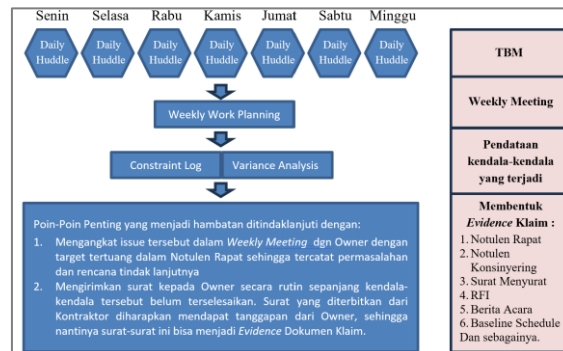 Senin Selasa Rabu Kamis Jumat Sabtu Minggu
Daily Huddle
Daily Huddle
Daily Huddle
Daily Huddle
Daily Huddle
Daily Huddle
Daily Huddle
Weekly Work Planning
Constraint Log
Variance Analysis
Poin-Poin Penting yang menjadi hambatan ditindaklanjuti dengan:
1. Mengangkat issue tersebut dalam Weekly Meeting dgn Owner dengan
target tertuang dalam Notulen Rapat sehingga tercatat permasalahan
dan rencana tindak lanjutnya
2. Mengirimkan surat kepada Owner secara rutin sepanjang kendala-
kendala tersebut belum terselesaikan. Surat yang diterbitkan dari
Kontraktor diharapkan mendapat tanggapan dari Owner, sehingga
nantinya surat-surat ini bisa menjadi Evidence Dokumen Klaim.
TBM
Weekly Meeting
Pendataan
kendala-kendala
yang terjadi
Membentuk
Evidence Klaim :
1. Notulen Rapat
2. Notulen
Konsinyering
3. Surat Menyurat
4. RFI
5. Berita Acara
6. Baseline Schedule
Dan sebagainya.